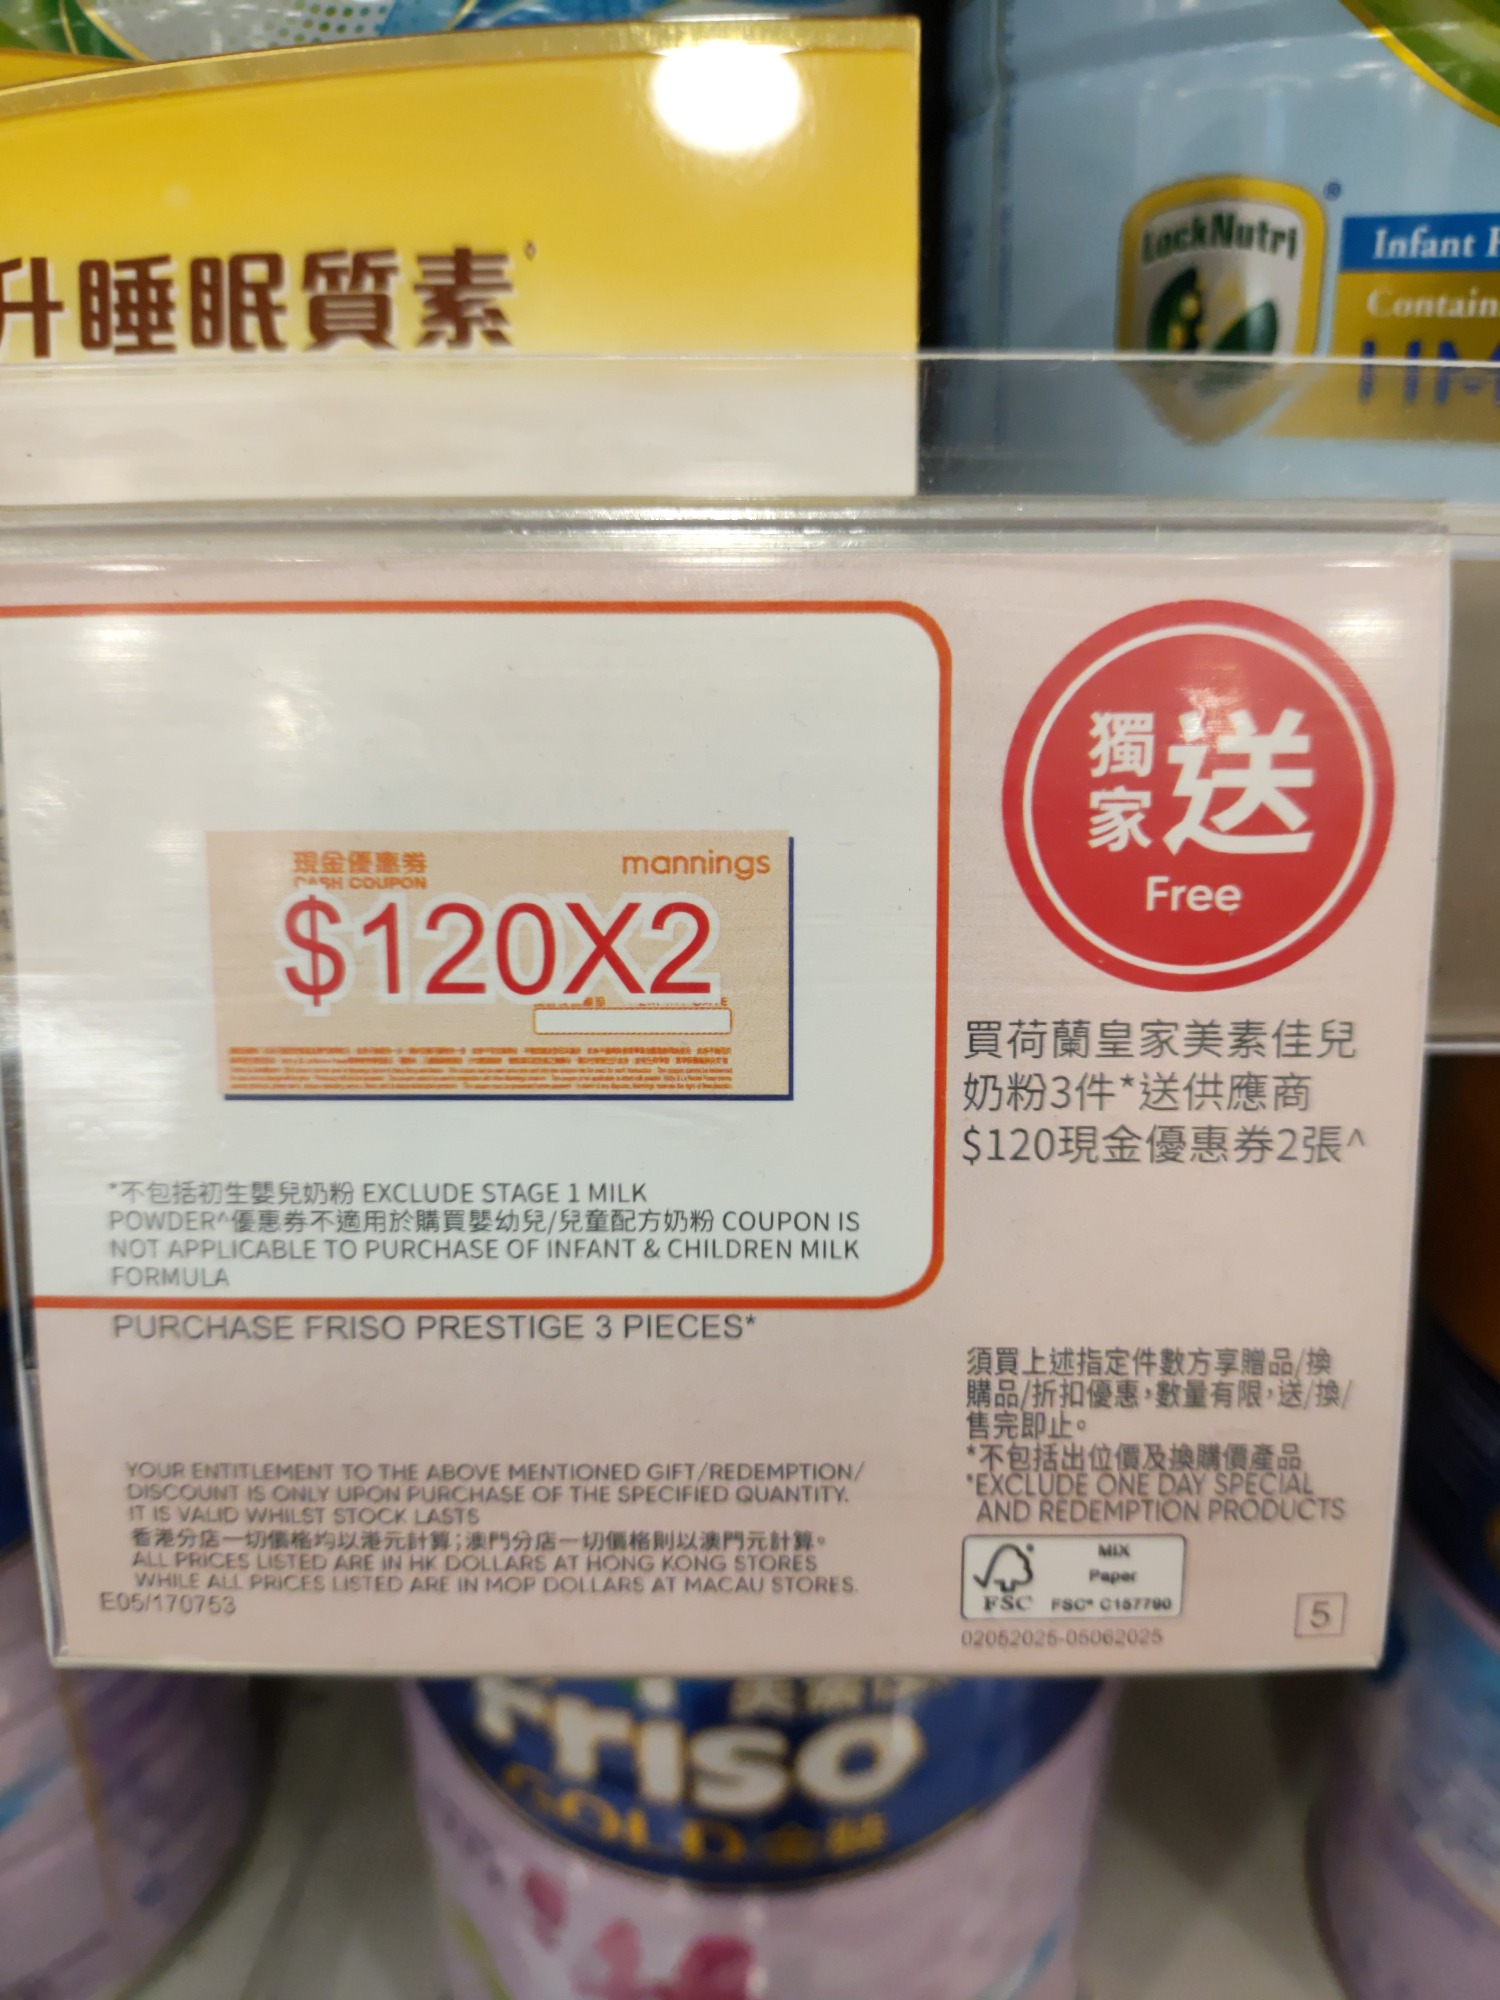 升睡眠質素
LockNutri
Infant
Contain
獨家送
Free
現金優惠券
CASH COUPON
mannings
$120X2
買荷蘭皇家美素佳兒
奶粉3件*送供應商
$120現金優惠券2張^
*不包括初生嬰兒奶粉 EXCLUDE STAGE 1 MILK
POWDER^優惠券不適用於購買嬰幼兒/兒童配方奶粉 COUPON IS
NOT APPLICABLE TO PURCHASE OF INFANT & CHILDREN MILK
FORMULA
PURCHASE FRISO PRESTIGE 3 PIECES*
須買上述指定件數方享贈品/換
購品/折扣優惠，數量有限，送/換/
售完即止。
*不包括出位價及換購價產品
*EXCLUDE ONE DAY SPECIAL
AND REDEMPTION PRODUCTS
YOUR ENTITLEMENT TO THE ABOVE MENTIONED GIFT/REDEMPTION/
DISCOUNT IS ONLY UPON PURCHASE OF THE SPECIFIED QUANTITY.
IT IS VALID WHILST STOCK LASTS
香港分店一切價格均以港元計算；澳門分店一切價格則以澳門元計算。
ALL PRICES LISTED ARE IN HK DOLLARS AT HONG KONG STORES
WHILE ALL PRICES LISTED ARE IN MOP DOLLARS AT MACAU STORES.
E05/170753
MIX
Paper
FSC FSC® C157790
02052025-05062025
5
Friso
GOLD